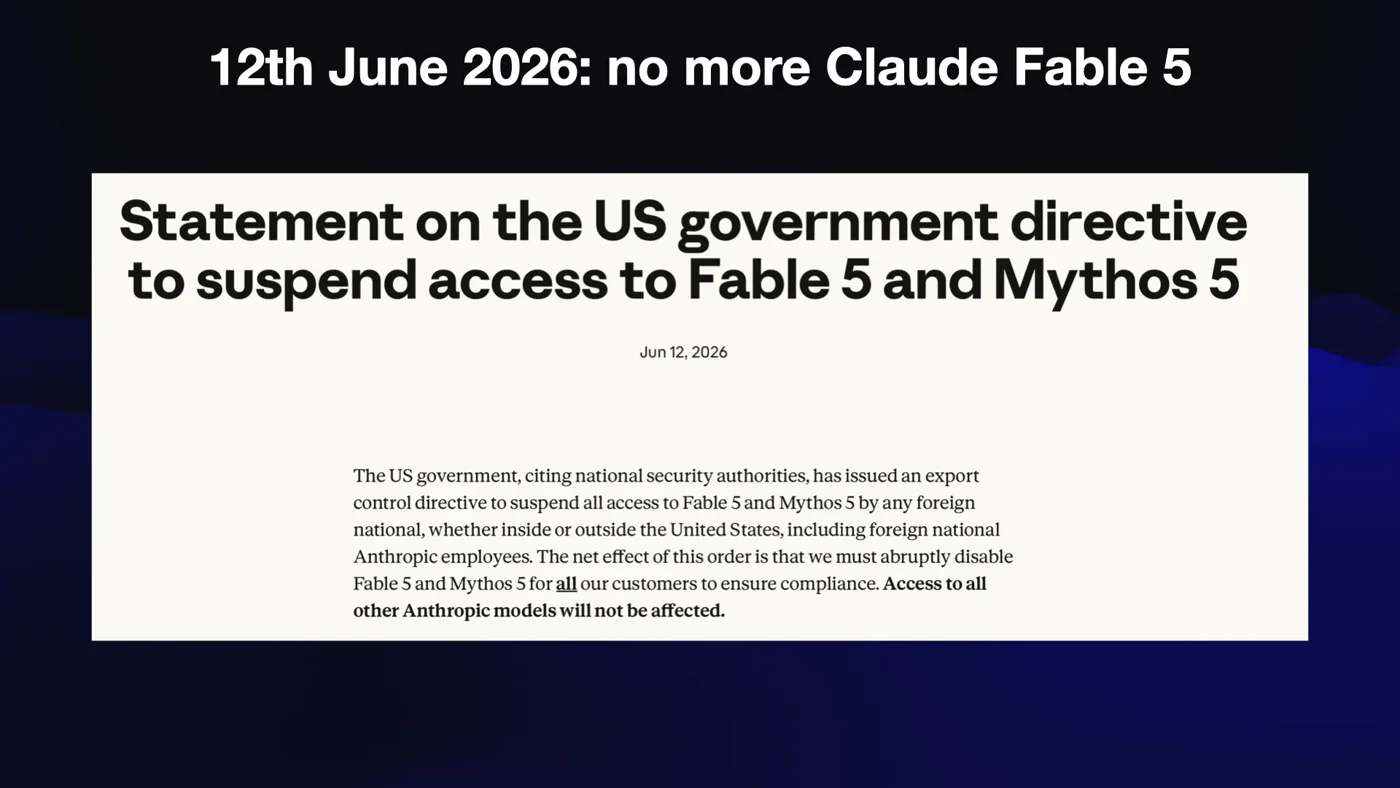 12th June 2026: no more Claude Fable 5
Statement on the US government directive
to suspend access to Fable 5 and Mythos 5
Jun 12, 2026
The US government, citing national security authorities, has issued an export
control directive to suspend all access to Fable 5 and Mythos 5 by any foreign
national, whether inside or outside the United States, including foreign national
Anthropic employees. The net effect of this order is that we must abruptly disable
Fable 5 and Mythos 5 for all our customers to ensure compliance. Access to all
other Anthropic models will not be affected.